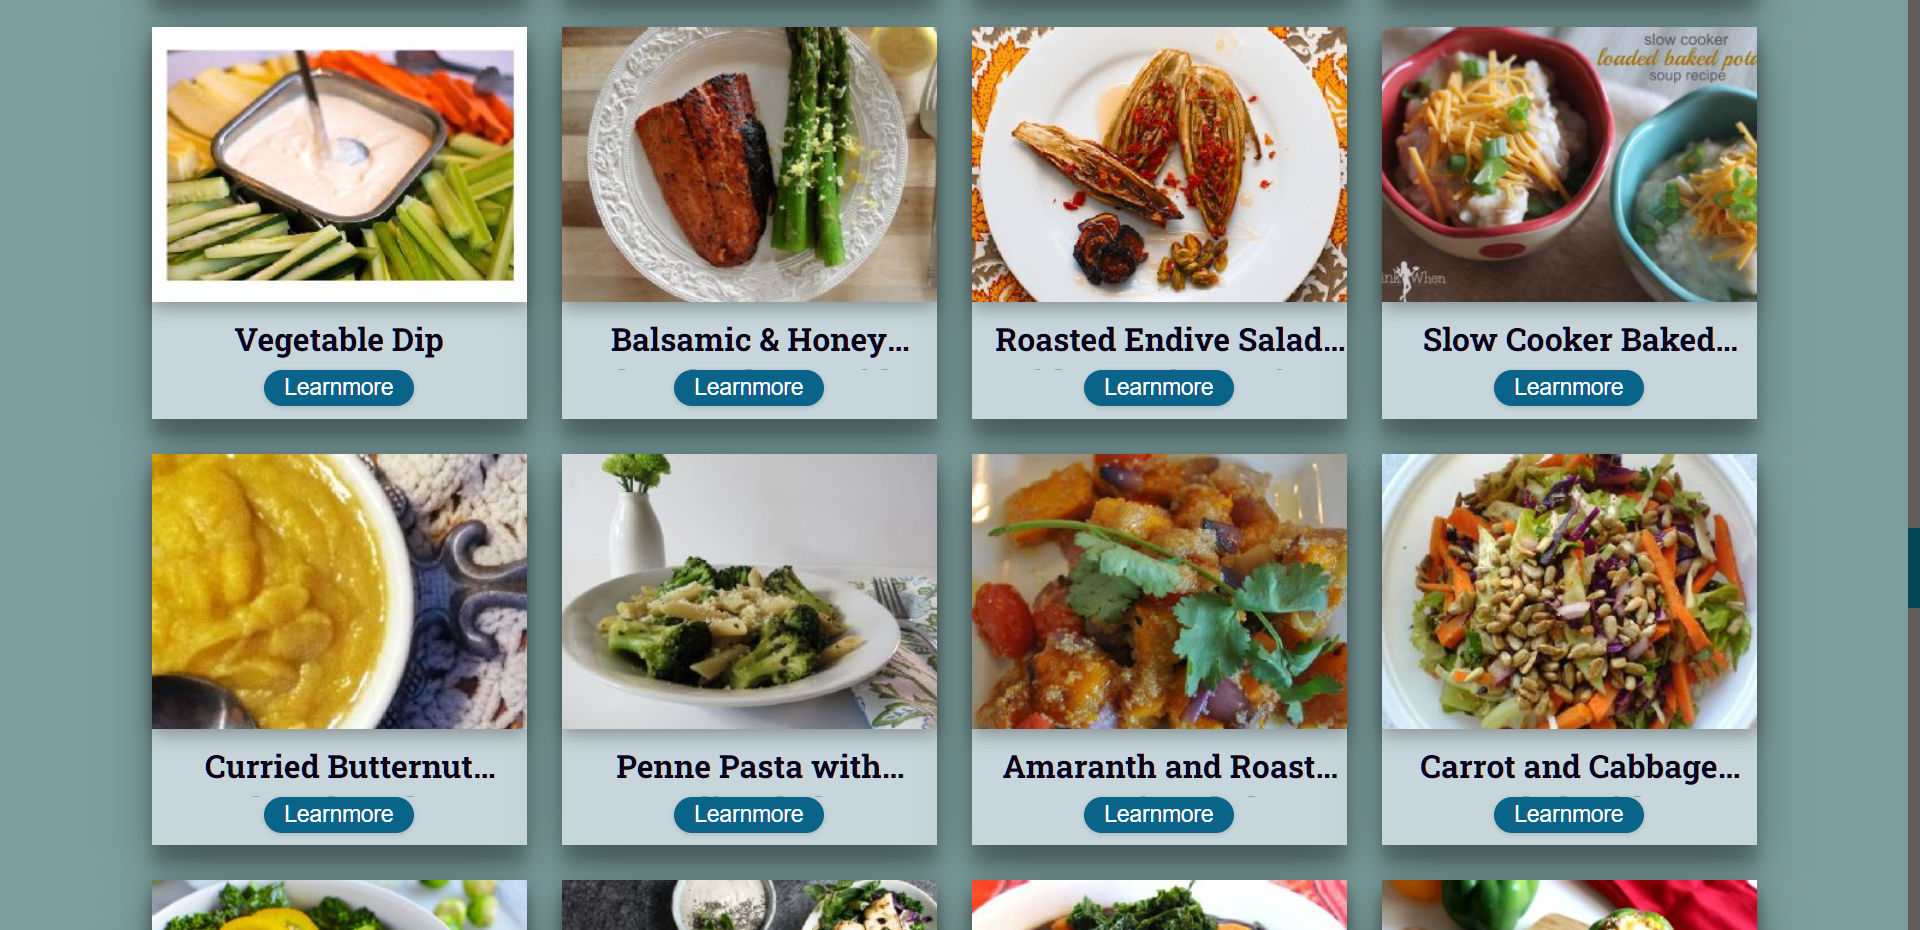 slow cooker
loaded baked pota
soup recipe
ink When
Vegetable Dip
Balsamic & Honey...
Roasted Endive Salad...
Slow Cooker Baked...
Learnmore
Learnmore
Learnmore
Learnmore
Curried Butternut...
Penne Pasta with...
Amaranth and Roast...
Carrot and Cabbage...
Learnmore
Learnmore
Learnmore
Learnmore